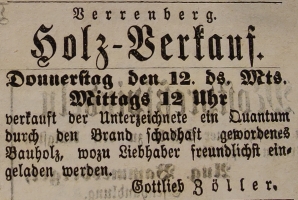 Verrenberg.
Holz-Verkauf.
Donnerstag den 12. ds. Mts.
Mittags 12 Uhr
verkauft der Unterzeichnete ein Quantum
durch den Brand schadhaft gewordenes
Bauholz, wozu Liebhaber freundlichst ein-
geladen werden.
Gottlieb Zöller.